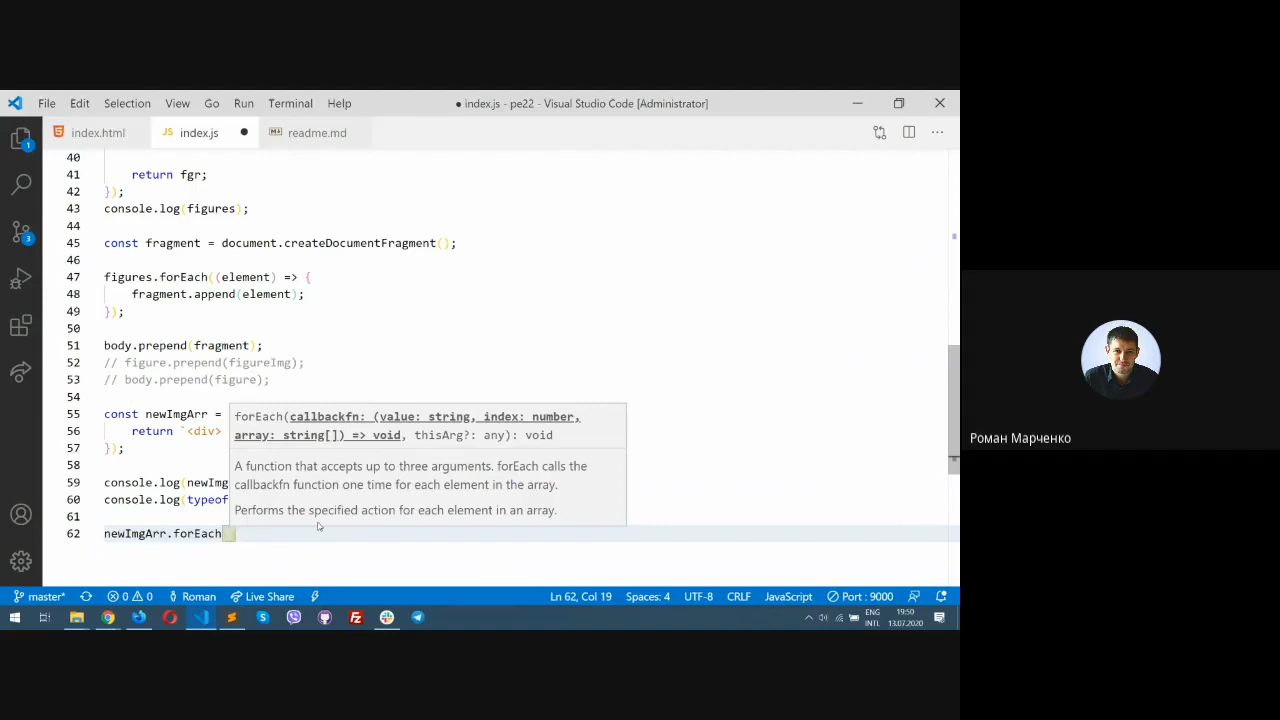 File Edit Selection View Go Run Terminal Help ● index.js - pe22 - Visual Studio Code [Administrator]
index.html JS index.js ● readme.md
40
41 return fgr;
42 });
43 console.log(figures);
44
45 const fragment = document.createDocumentFragment();
46
47 figures.forEach((element) => {
48 fragment.append(element);
49 });
50
51 body.prepend(fragment);
52 // figure.prepend(figureImg);
53 // body.prepend(figure);
54
55 const newImgArr =
56 return `<div>
57 });
58
59 console.log(newImg
60 console.log(typeof
61
62 newImgArr.forEach()
forEach(callbackfn: (value: string, index: number,
array: string[]) => void, thisArg?: any): void
A function that accepts up to three arguments. forEach calls the
callbackfn function one time for each element in the array.
Performs the specified action for each element in an array.
1
3
master* 0 0 Roman Live Share Ln 62, Col 19 Spaces: 4 UTF-8 CRLF JavaScript Port : 9000
ENG
INTL
19:50
13.07.2020
Роман Марченко